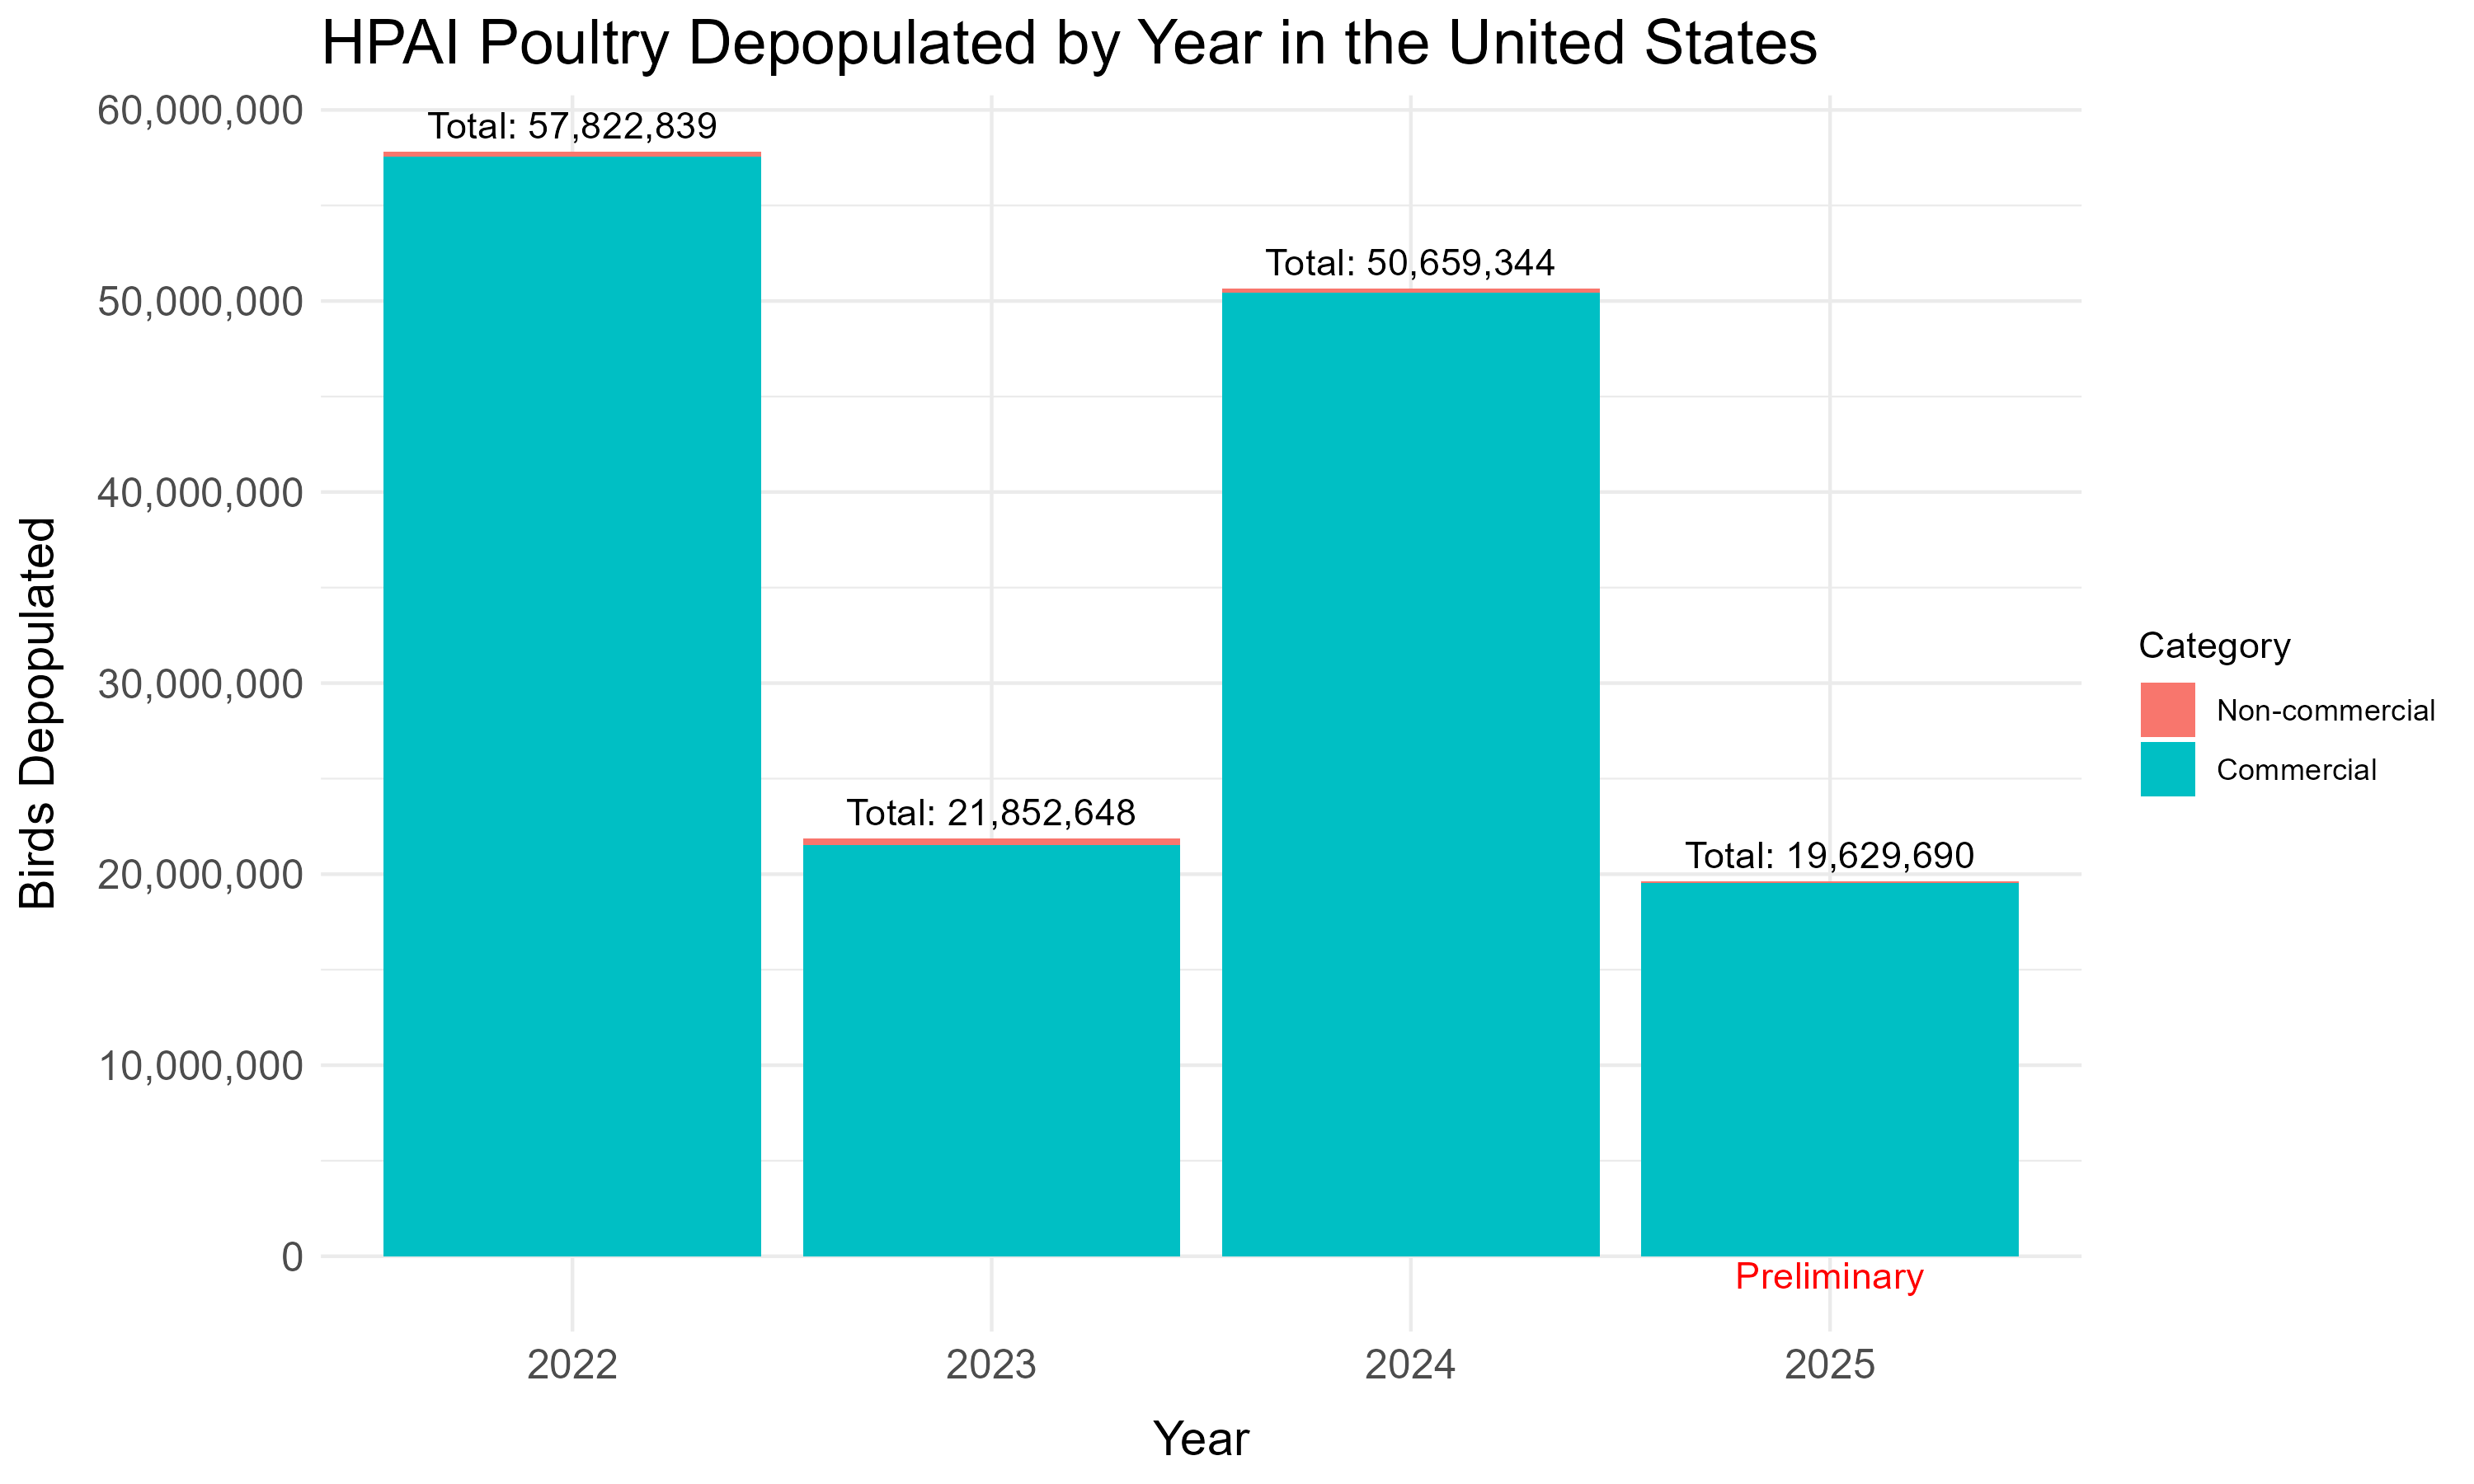 HPAI Poultry Depopulated by Year in the United States
60,000,000
50,000,000
40,000,000
30,000,000
20,000,000
10,000,000
0
Birds Depopulated
Total: 57,822,839
Total: 21,852,648
Total: 50,659,344
Total: 19,629,690
Preliminary
2022
2023
2024
2025
Year
Category
Non-commercial
Commercial